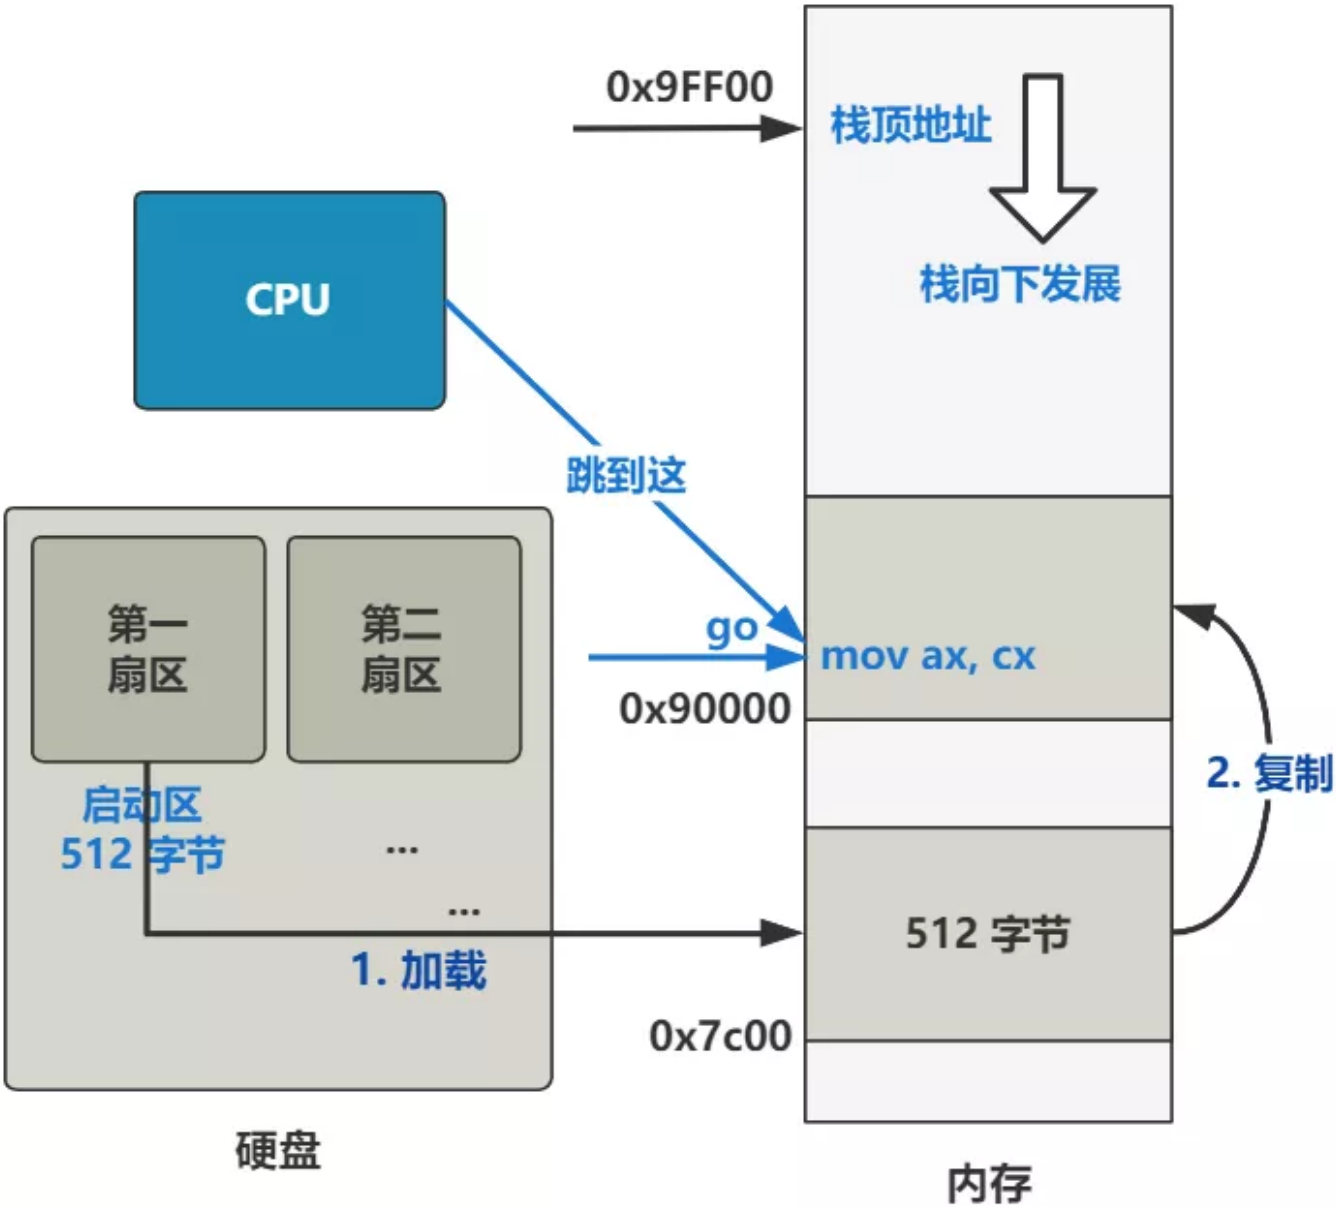 0x9FF00
栈顶地址
栈向下发展
CPU
跳到这
第一
扇区
第二
扇区
go
mov ax, cx
0x90000
2. 复制
启动区
512 字节
...
...
512 字节
1. 加载
0x7c00
硬盘
内存